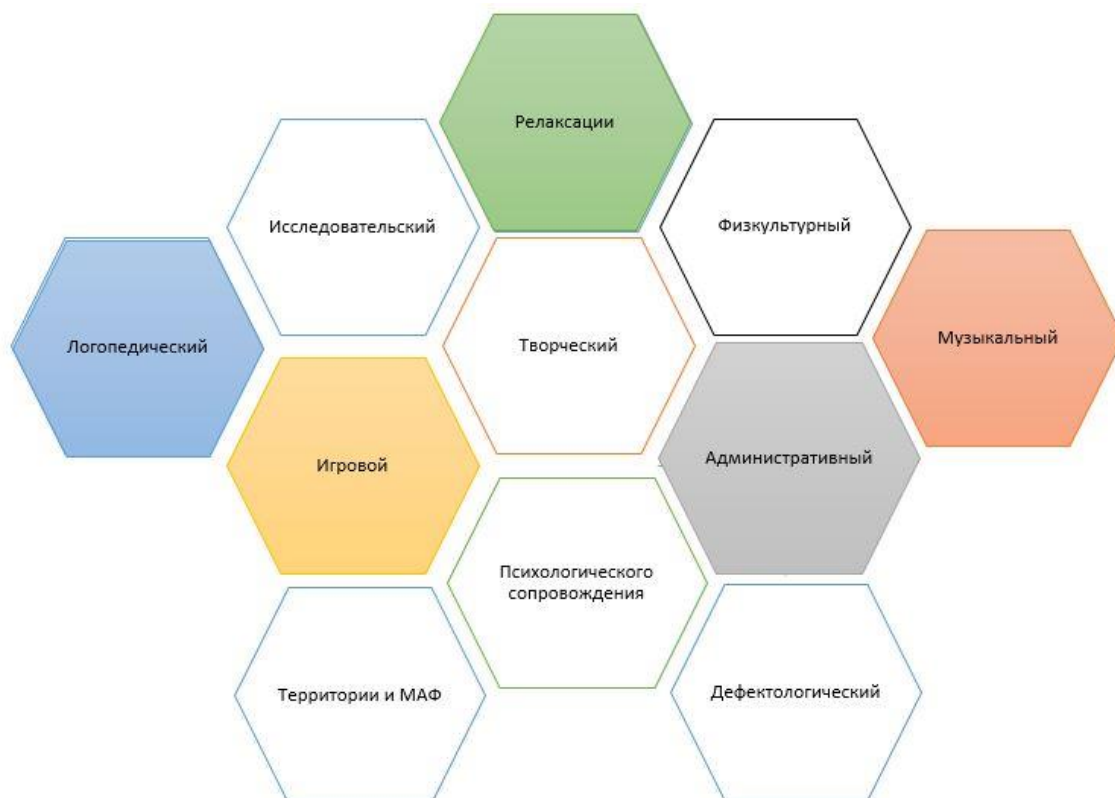 Релаксации
Исследовательский
Физкультурный
Логопедический
Творческий
Музыкальный
Игровой
Административный
Психологического
сопровождения
Территории и МАФ
Дефектологический